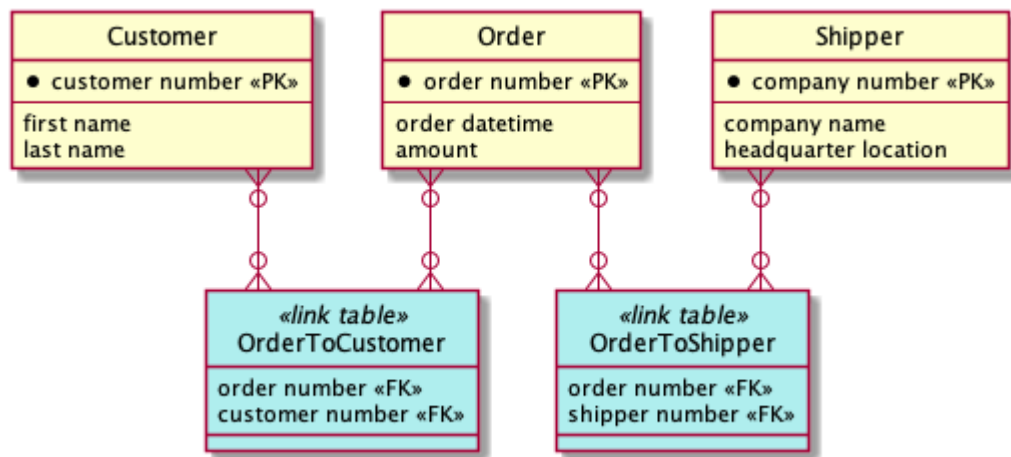 Customer
customer number «PK»
first name
last name
Order
order number «PK»
order datetime
amount
Shipper
company number «PK»
company name
headquarter location
«link table»
OrderToCustomer
order number «FK»
customer number «FK»
«link table»
OrderToShipper
order number «FK»
shipper number «FK»